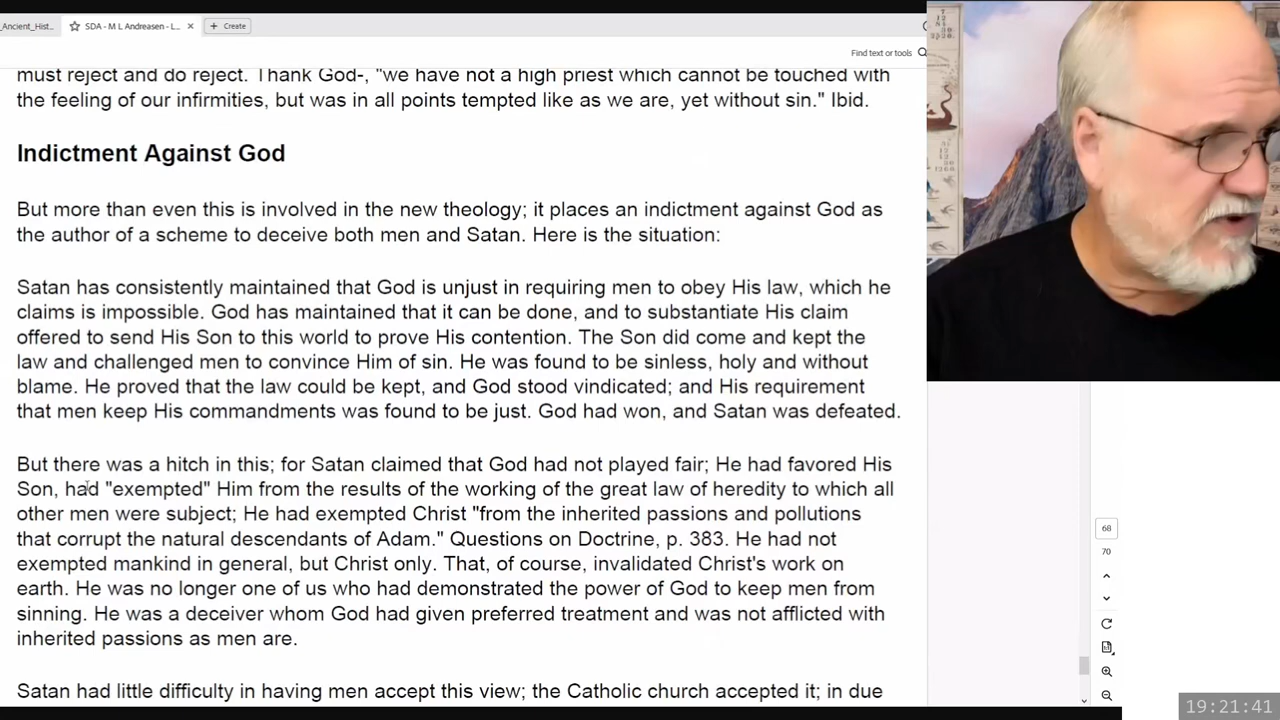 _Ancient_Hist...
SDA - M L Andreasen - L...
+ Create
Find text or tools
must reject and do reject. Thank God-, "we have not a high priest which cannot be touched with
the feeling of our infirmities, but was in all points tempted like as we are, yet without sin." Ibid.
Indictment Against God
But more than even this is involved in the new theology; it places an indictment against God as
the author of a scheme to deceive both men and Satan. Here is the situation:
Satan has consistently maintained that God is unjust in requiring men to obey His law, which he
claims is impossible. God has maintained that it can be done, and to substantiate His claim
offered to send His Son to this world to prove His contention. The Son did come and kept the
law and challenged men to convince Him of sin. He was found to be sinless, holy and without
blame. He proved that the law could be kept, and God stood vindicated; and His requirement
that men keep His commandments was found to be just. God had won, and Satan was defeated.
But there was a hitch in this; for Satan claimed that God had not played fair; He had favored His
Son, had "exempted" Him from the results of the working of the great law of heredity to which all
other men were subject; He had exempted Christ "from the inherited passions and pollutions
that corrupt the natural descendants of Adam." Questions on Doctrine, p. 383. He had not
exempted mankind in general, but Christ only. That, of course, invalidated Christ's work on
earth. He was no longer one of us who had demonstrated the power of God to keep men from
sinning. He was a deceiver whom God had given preferred treatment and was not afflicted with
inherited passions as men are.
Satan had little difficulty in having men accept this view; the Catholic church accepted it; in due
68
70
19:21:41